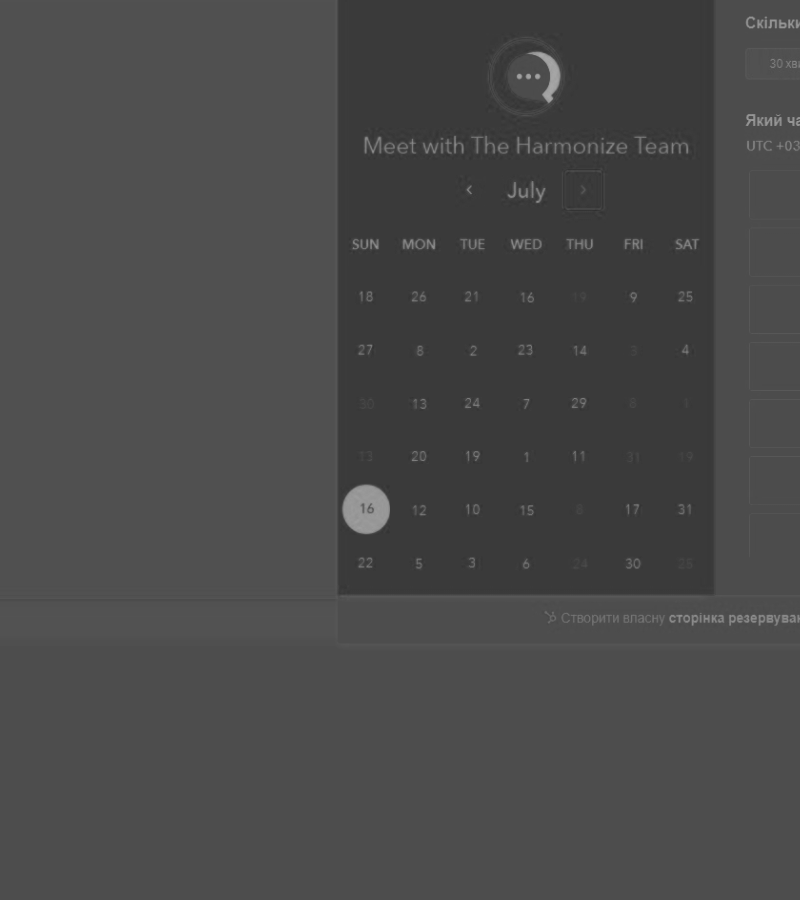 Meet with The Harmonize Team
‹ July ›
SUN MON TUE WED THU FRI SAT
18 26 21 16 19 9 25
27 8 2 23 14 3 4
30 13 24 7 29 8 1
13 20 19 1 11 31 19
16 12 10 15 8 17 31
22 5 3 6 24 30 28
Скільки
30 хва
Який ча
UTC +03
Створити власну сторінка резервуван